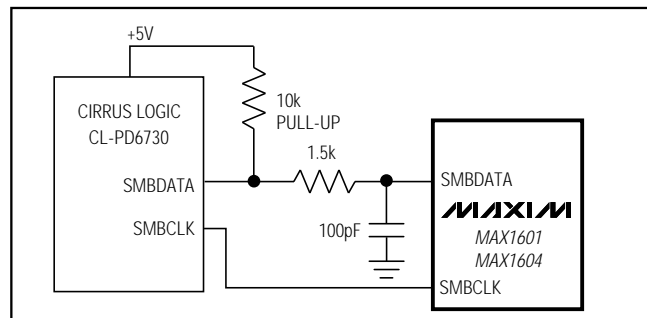 +5V
CIRRUS LOGIC
CL-PD6730
10k
PULL-UP
1.5k
SMBDATA
SMBDATA
MAXIM
SMBCLK
100pF
MAX1601
MAX1604
SMBCLK